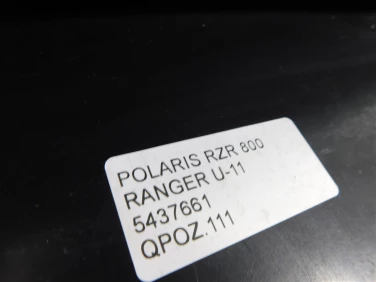 POLARIS RZR 800
RANGER U-11
5437661
QPOZ.111